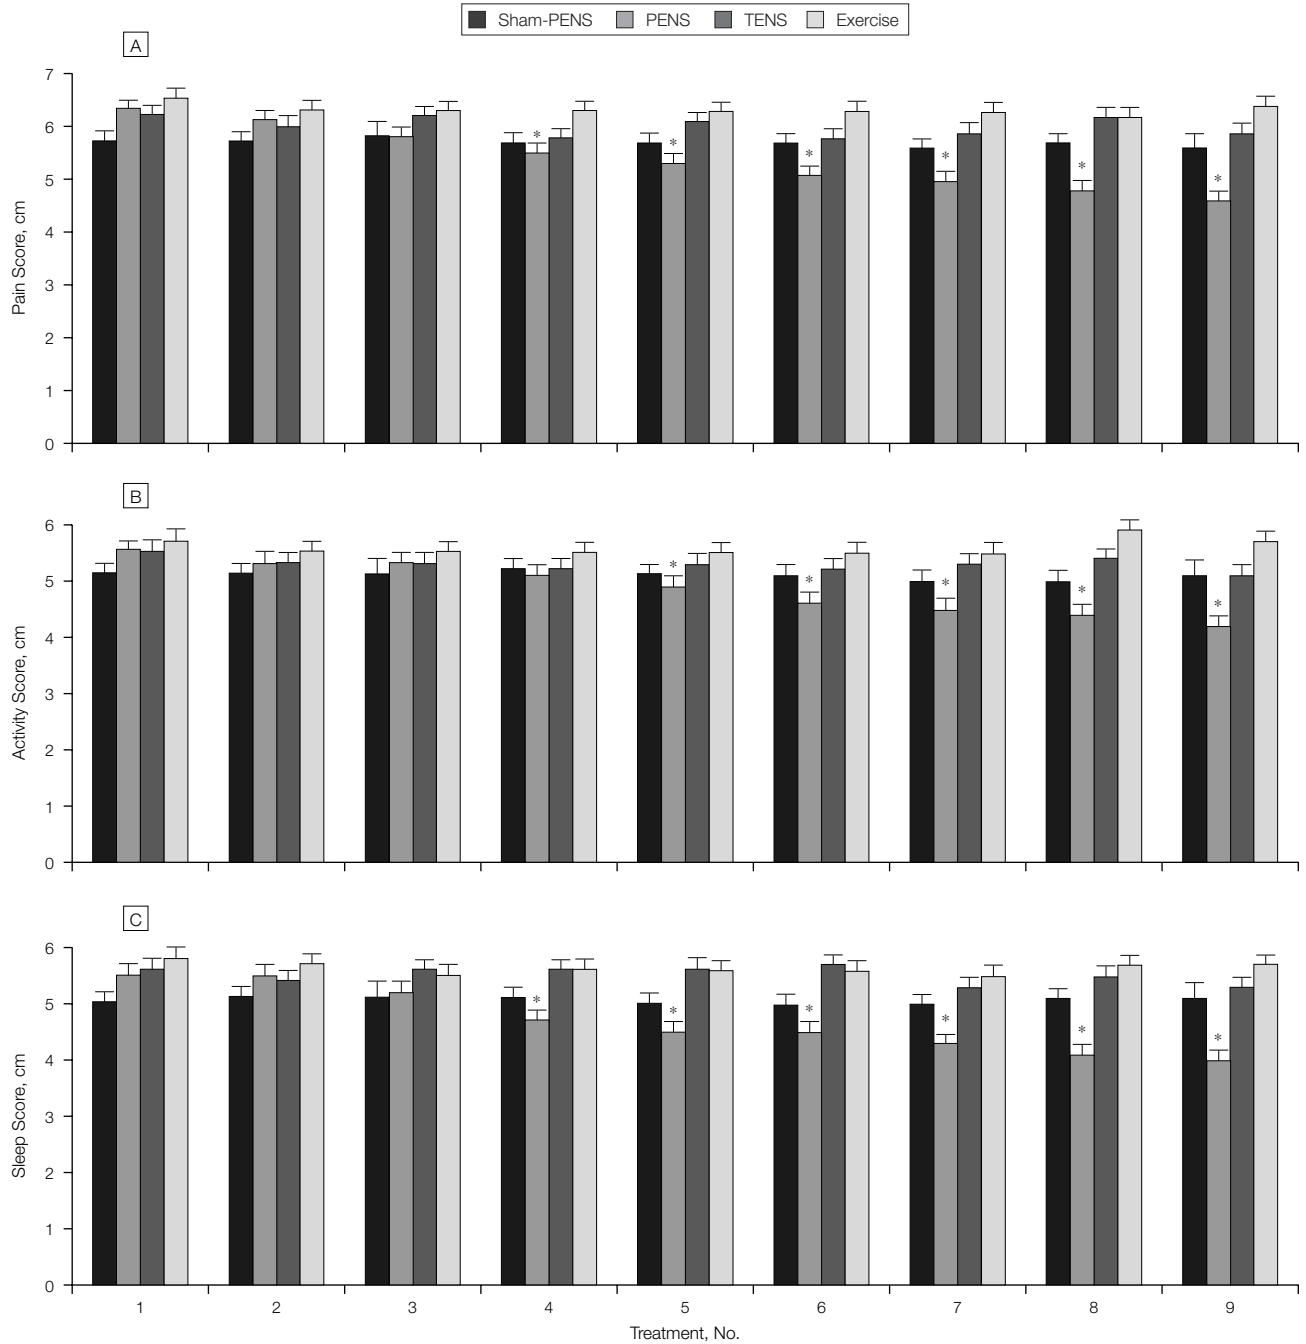 Sham-PENS PENS TENS Exercise
A
7
6
5
4
3
2
1
0
Pain Score, cm
* * * * * *
B
6
5
4
3
2
1
0
Activity Score, cm
* * * * *
C
6
5
4
3
2
1
0
Sleep Score, cm
* * * * * *
1 2 3 4 5 6 7 8 9
Treatment, No.